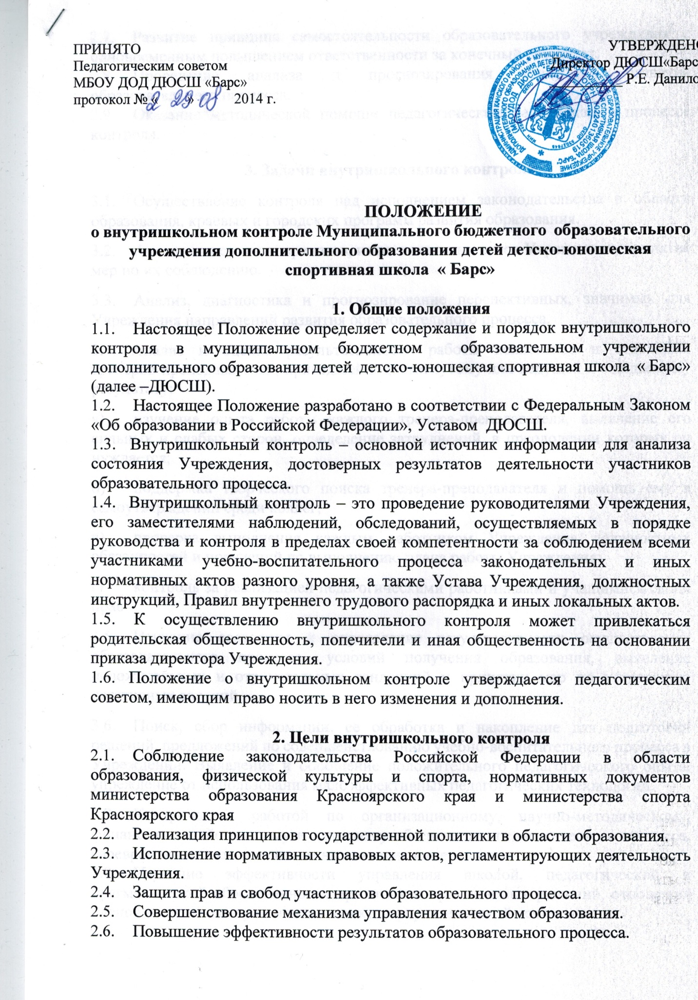 ПРИНЯТО
УТВЕРЖДЕНО
Педагогическим советом
Директор ДЮСШ«Барс
МБОУ ДОД ДЮСШ «Барс»
Р.Е. Данило
протокол № 2 « 29 » 08 2014 г.
ПОЛОЖЕНИЕ
о внутришкольном контроле Муниципального бюджетного образовательного
учреждения дополнительного образования детей детско-юношеская
спортивная школа « Барс»
1. Общие положения
1.1. Настоящее Положение определяет содержание и порядок внутришкольного
контроля в муниципальном бюджетном образовательном учреждении
дополнительного образования детей детско-юношеская спортивная школа « Барс»
(далее –ДЮСШ).
1.2. Настоящее Положение разработано в соответствии с Федеральным Законом
«Об образовании в Российской Федерации», Уставом ДЮСШ.
1.3. Внутришкольный контроль – основной источник информации для анализа
состояния Учреждения, достоверных результатов деятельности участников
образовательного процесса.
1.4. Внутришкольный контроль – это проведение руководителями Учреждения,
его заместителями наблюдений, обследований, осуществляемых в порядке
руководства и контроля в пределах своей компетентности за соблюдением всеми
участниками учебно-воспитательного процесса законодательных и иных
нормативных актов разного уровня, а также Устава Учреждения, должностных
инструкций, Правил внутреннего трудового распорядка и иных локальных актов.
1.5. К осуществлению внутришкольного контроля может привлекаться
родительская общественность, попечители и иная общественность на основании
приказа директора Учреждения.
1.6. Положение о внутришкольном контроле утверждается педагогическим
советом, имеющим право носить в него изменения и дополнения.
2. Цели внутришкольного контроля
2.1. Соблюдение законодательства Российской Федерации в области
образования, физической культуры и спорта, нормативных документов
министерства образования Красноярского края и министерства спорта
Красноярского края
2.2. Реализация принципов государственной политики в области образования.
2.3. Исполнение нормативных правовых актов, регламентирующих деятельность
Учреждения.
2.4. Защита прав и свобод участников образовательного процесса.
2.5. Совершенствование механизма управления качеством образования.
2.6. Повышение эффективности результатов образовательного процесса.